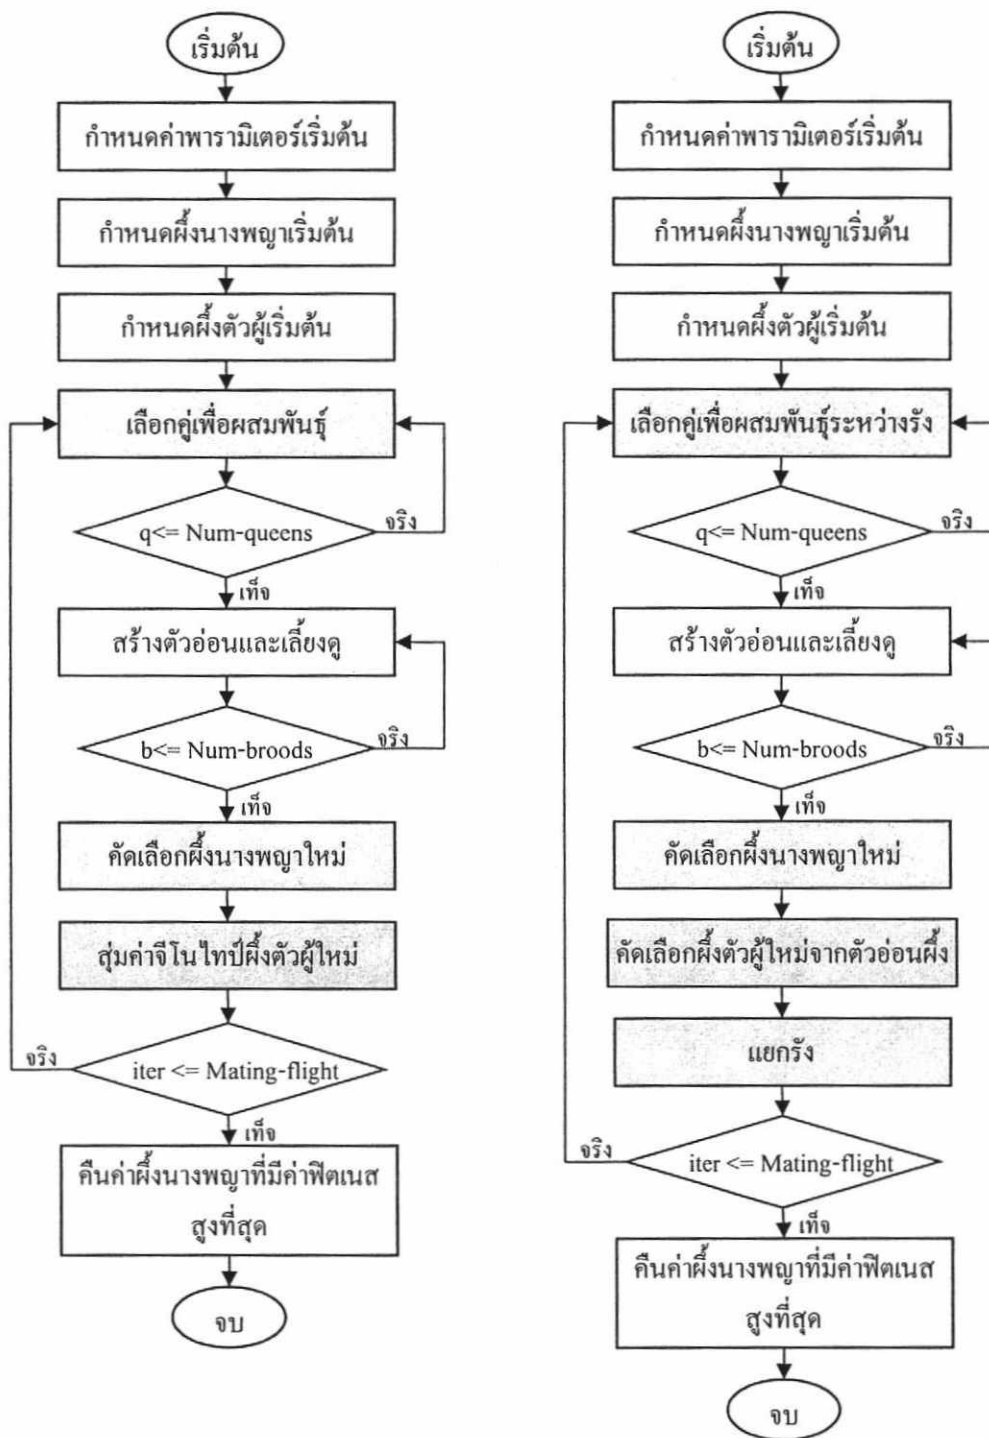 เริ่มต้น
กำหนดค่าพารามิเตอร์เริ่มต้น
กำหนดผึ้งนางพญาเริ่มต้น
กำหนดผึ้งตัวผู้เริ่มต้น
เลือกคู่เพื่อผสมพันธุ์
q<= Num-queens
จริง
เท็จ
สร้างตัวอ่อนและเลี้ยงดู
b<= Num-broods
จริง
เท็จ
คัดเลือกผึ้งนางพญาใหม่
สุ่มค่าจีโนไทป์ผึ้งตัวผู้ใหม่
จริง
iter <= Mating-flight
เท็จ
คืนค่าผึ้งนางพญาที่มีค่าฟิตเนส
สูงที่สุด
จบ
เริ่มต้น
กำหนดค่าพารามิเตอร์เริ่มต้น
กำหนดผึ้งนางพญาเริ่มต้น
กำหนดผึ้งตัวผู้เริ่มต้น
เลือกคู่เพื่อผสมพันธุ์ระหว่างรัง
q<= Num-queens
จริง
เท็จ
สร้างตัวอ่อนและเลี้ยงดู
b<= Num-broods
จริง
เท็จ
คัดเลือกผึ้งนางพญาใหม่
คัดเลือกผึ้งตัวผู้ใหม่จากตัวอ่อนผึ้ง
แยกรัง
จริง
iter <= Mating-flight
เท็จ
คืนค่าผึ้งนางพญาที่มีค่าฟิตเนส
สูงที่สุด
จบ